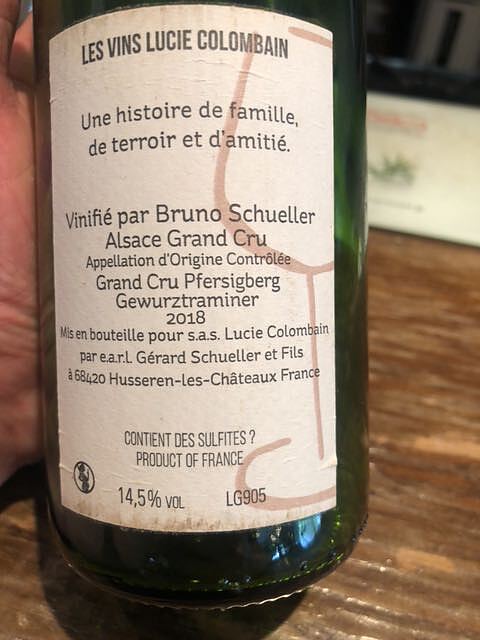 LES VINS LUCIE COLOMBAIN
Une histoire de famille,
de terroir et d'amitié.
Vinifié par Bruno Schueller
Alsace Grand Cru
Appellation d'Origine Contrôlée
Grand Cru Pfersigberg
Gewurztraminer
2018
Mis en bouteille pour s.a.s. Lucie Colombain
par e.a.r.l. Gérard Schueller et Fils
à 68420 Husseren-les-Châteaux France
CONTIENT DES SULFITES ?
PRODUCT OF FRANCE
14,5% VOL LG905